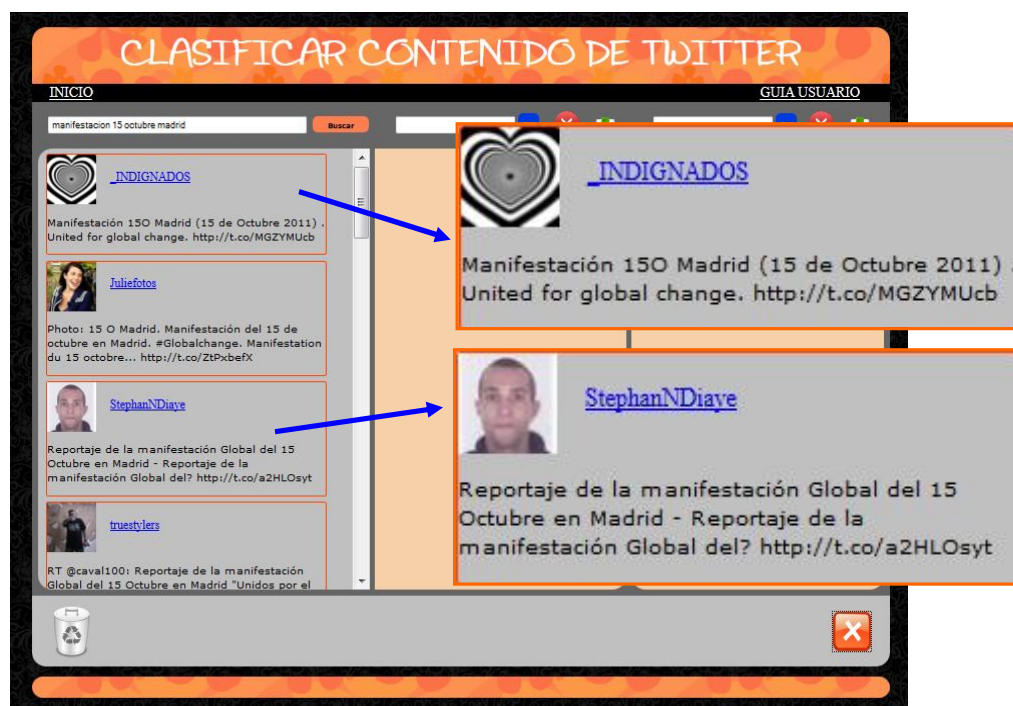 CLASIFICAR CONTENIDO DE TWITTER
INICIO
GUIA USUARIO
manifestacion 15 octubre madrid
Buscar
_INDIGNADOS
Manifestación 15O Madrid (15 de Octubre 2011) .
United for global change. http://t.co/MGZYMUcb
Juliefotos
Photo: 15 O Madrid. Manifestación del 15 de
octubre en Madrid. #Globalchange. Manifestation
du 15 octobre... http://t.co/ZtPxbefX
StephanNDiaye
Reportaje de la manifestación Global del 15
Octubre en Madrid - Reportaje de la
manifestación Global del? http://t.co/a2HLOsyt
truestylers
RT @caval100: Reportaje de la manifestación
Global del 15 Octubre en Madrid "Unidos por el
_INDIGNADOS
Manifestación 15O Madrid (15 de Octubre 2011) .
United for global change. http://t.co/MGZYMUcb
StephanNDiaye
Reportaje de la manifestación Global del 15
Octubre en Madrid - Reportaje de la
manifestación Global del? http://t.co/a2HLOsyt